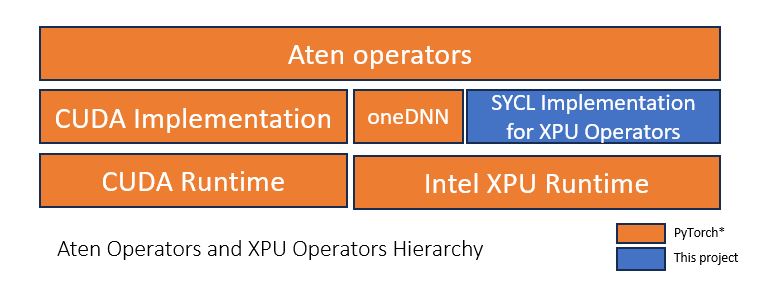 Aten operators
CUDA Implementation
oneDNN
SYCL Implementation
for XPU Operators
CUDA Runtime
Intel XPU Runtime
Aten Operators and XPU Operators Hierarchy
PyTorch*
This project